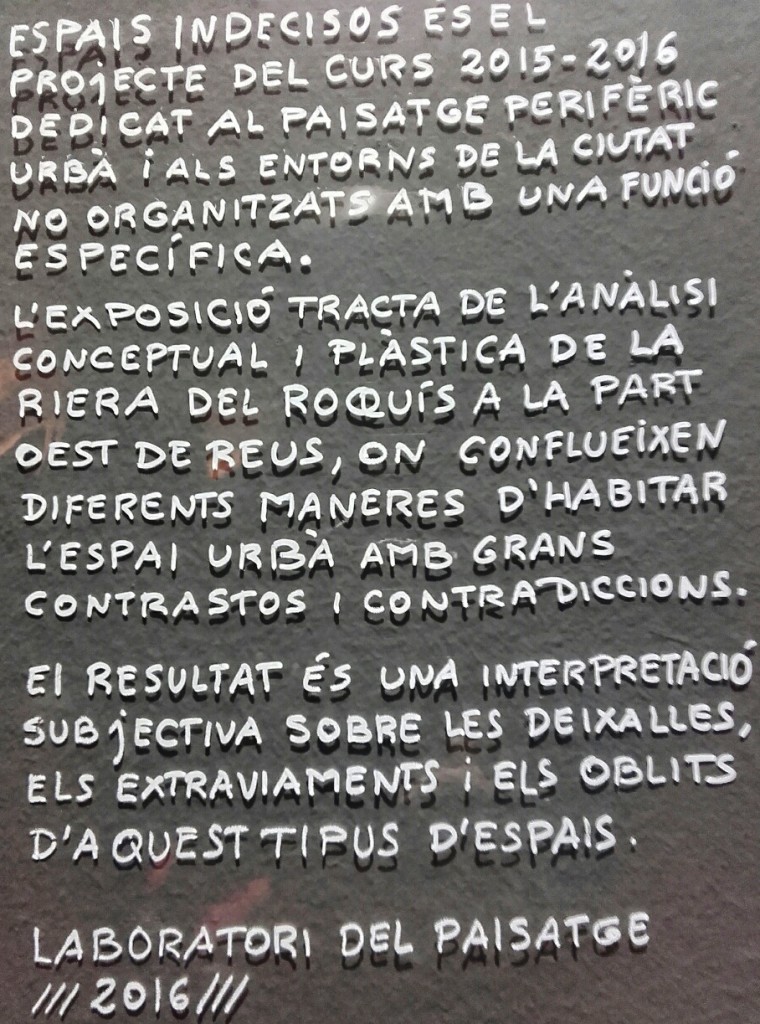 ESPAIS INDECISOS ÉS EL
PROjECTE DEL CURS 2015-2016
DEDICAT AL PAISATGE PERIFÈRIC
URBÀ i ALS ENTORNS DE LA CIUTAT
NO ORGANITZATS AMB UNA FUNCIÓ
ESPECÍFICA.
L'EXPOSICIÓ TRACTA DE L'ANÀLISI
CONCEPTUAL I PLÀSTICA DE LA
RIERA DEL ROQUÍS A LA PART
OEST DE REUS, ON CONFLUEiXEN
DIFERENTS MANERES D'HABITAR
L'ESPAI URBÀ AMB GRANS
CONTRASTOS I CONTRADICCIONS.
El RESULTAT ÉS UNA INTERPRETACIÓ
SUBjECTIVA SOBRE LES DEIXALLES,
ELS EXTRAVIAMENTS i ELS OBLITS
D'AQUEST TIPUS D'ESPAIS.
LABORATORI DEL PAISATGE
///2016///